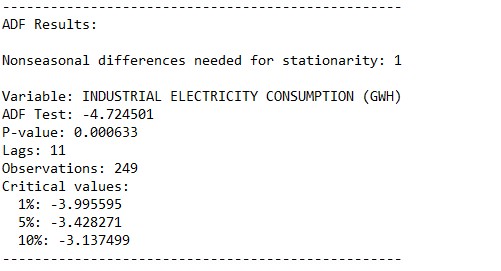 --------------------------------------------------
ADF Results:
Nonseasonal differences needed for stationarity: 1
Variable: INDUSTRIAL ELECTRICITY CONSUMPTION (GWH)
ADF Test: -4.724501
P-value: 0.000633
Lags: 11
Observations: 249
Critical values:
  1%: -3.995595
  5%: -3.428271
  10%: -3.137499
--------------------------------------------------